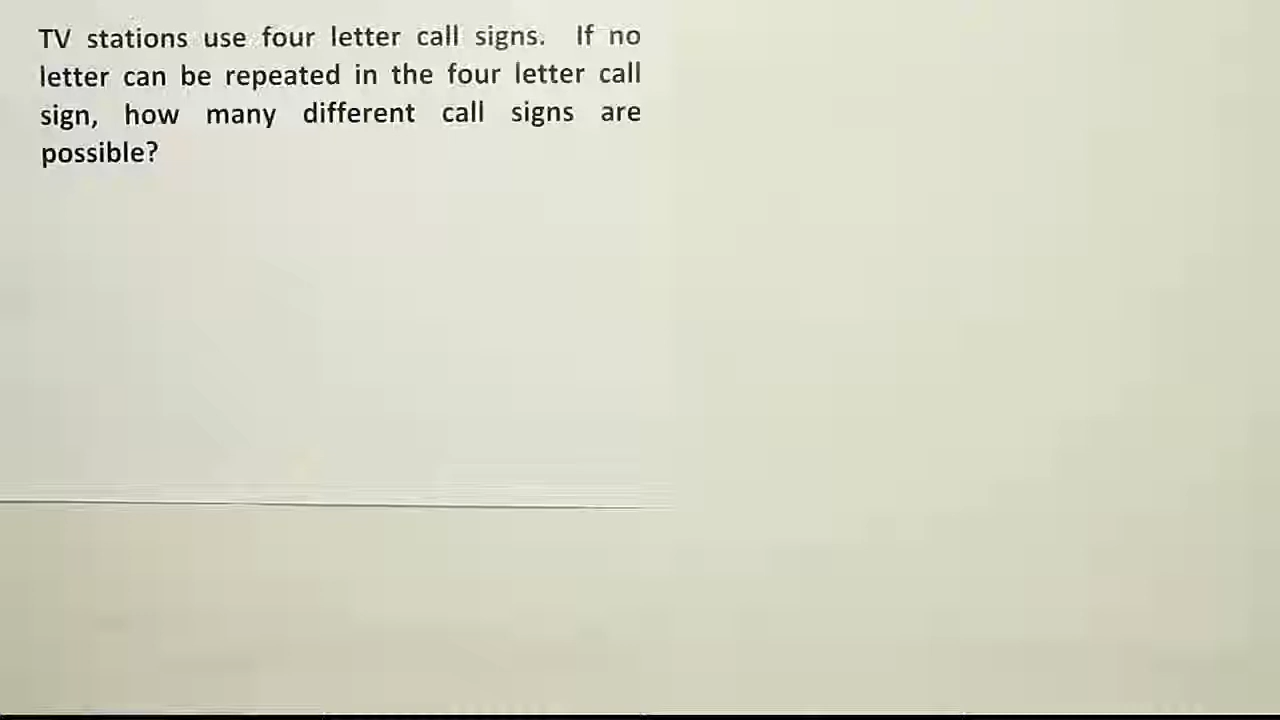 TV stations use four letter call signs. If no
letter can be repeated in the four letter call
sign, how many different call signs are
possible?